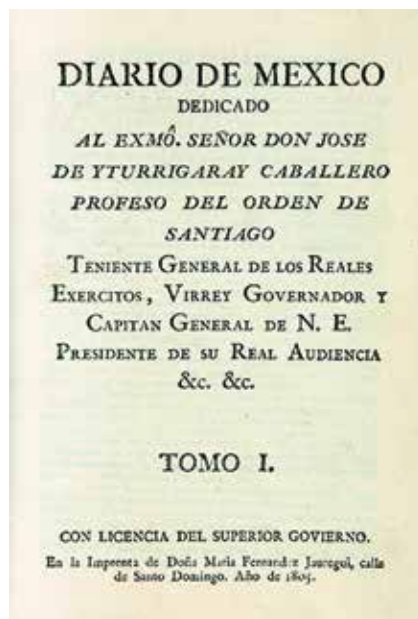 DIARIO DE MEXICO
DEDICADO
AL EXMÔ. SEÑOR DON JOSE
DE YTURRIGARAY CABALLERO
PROFESO DEL ORDEN DE
SANTIAGO
TENIENTE GENERAL DE LOS REALES
EXERCITOS, VIRREY GOVERNADOR Y
CAPITAN GENERAL DE N. E.
PRESIDENTE DE SU REAL AUDIENCIA
&c. &c.
TOMO I.
CON LICENCIA DEL SUPERIOR GOVIERNO.
En la Imprenta de Doña Maria Fernandez Jauregui, calle
de Santo Domingo. Año de 1805.